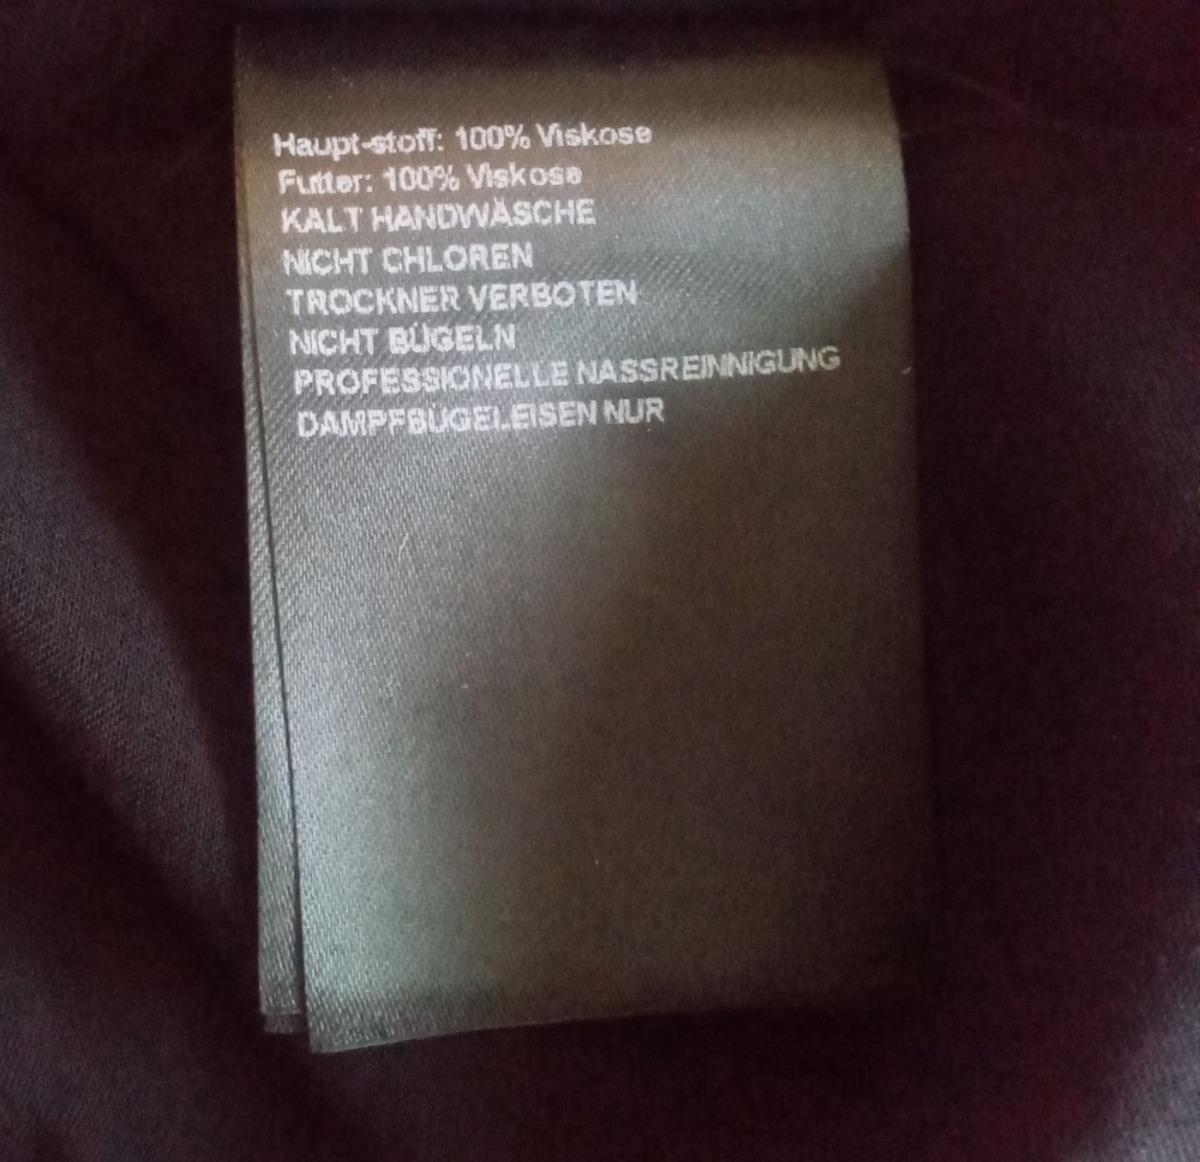 Haupt-stoff: 100% Viskose
Futter: 100% Viskose
KALT HANDWÄSCHE
NICHT CHLOREN
TROCKNER VERBOTEN
NICHT BÜGELN
PROFESSIONELLE NASSREINNIGUNG
DAMPFBÜGELEISEN NUR